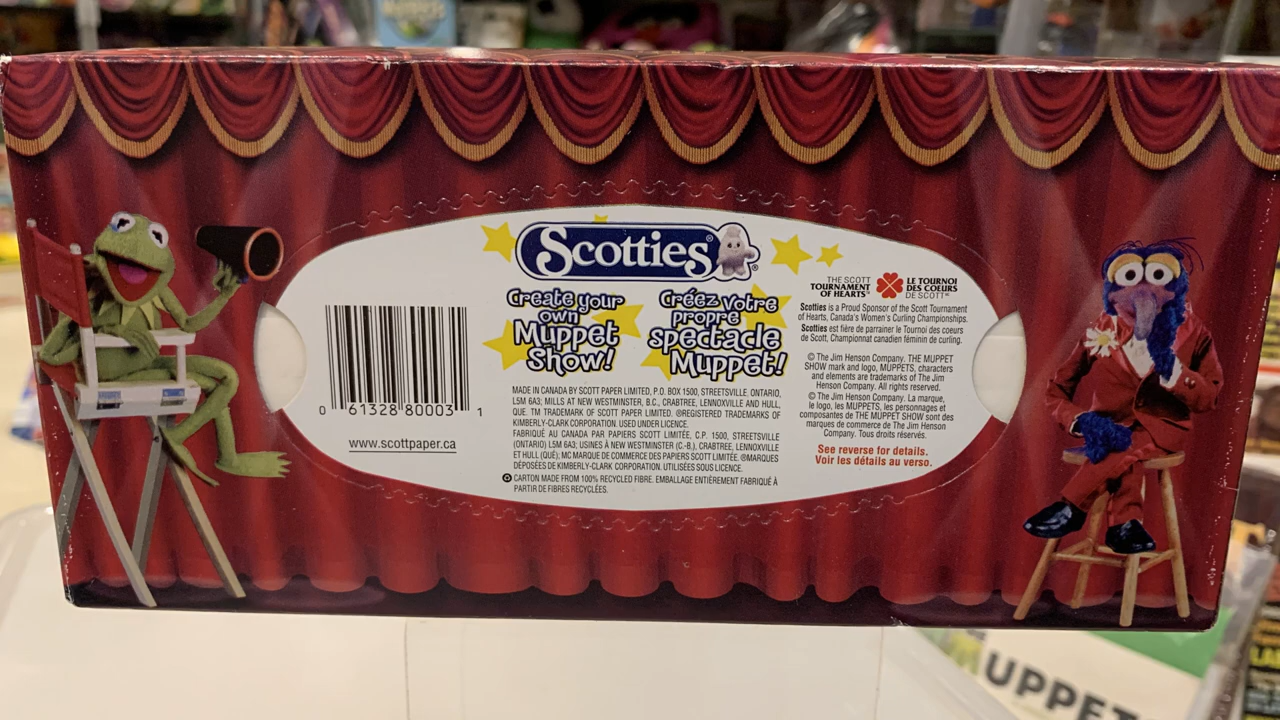 Scotties®
Create your
own
Muppet
Show!
Créez votre
propre
spectacle
Muppet!
0 61328 80003 1
www.scottpaper.ca
MADE IN CANADA BY SCOTT PAPER LIMITED, P.O. BOX 1500, STREETSVILLE, ONTARIO,
L5M 6A3; MILLS AT NEW WESTMINSTER, B.C., CRABTREE, LENNOXVILLE AND HULL,
QUE. TM TRADEMARK OF SCOTT PAPER LIMITED. ®REGISTERED TRADEMARKS OF
KIMBERLY-CLARK CORPORATION. USED UNDER LICENCE.
FABRIQUÉ AU CANADA PAR PAPIERS SCOTT LIMITÉE, C.P. 1500, STREETSVILLE
(ONTARIO) L5M 6A3; USINES À NEW WESTMINSTER (C.-B.), CRABTREE, LENNOXVILLE
ET HULL (QUÉ); MC MARQUE DE COMMERCE DES PAPIERS SCOTT LIMITÉE. ®MARQUES
DÉPOSÉES DE KIMBERLY-CLARK CORPORATION. UTILISÉES SOUS LICENCE.
CARTON MADE FROM 100% RECYCLED FIBRE. EMBALLAGE ENTIÈREMENT FABRIQUÉ À
PARTIR DE FIBRES RECYCLÉES.
THE SCOTT
TOURNAMENT
OF HEARTS™
LE TOURNOI
DES COEURS
DE SCOTT
Scotties is a Proud Sponsor of the Scott Tournament
of Hearts, Canada's Women's Curling Championships.
Scotties est fière de parrainer le Tournoi des coeurs
de Scott, Championnat canadien féminin de curling.
© The Jim Henson Company. THE MUPPET
SHOW mark and logo, MUPPETS, characters
and elements are trademarks of The Jim
Henson Company. All rights reserved.
© The Jim Henson Company. La marque,
le logo, les MUPPETS, les personnages et
composantes de THE MUPPET SHOW sont des
marques de commerce de The Jim Henson
Company. Tous droits réservés.
See reverse for details.
Voir les détails au verso.
MUPPET